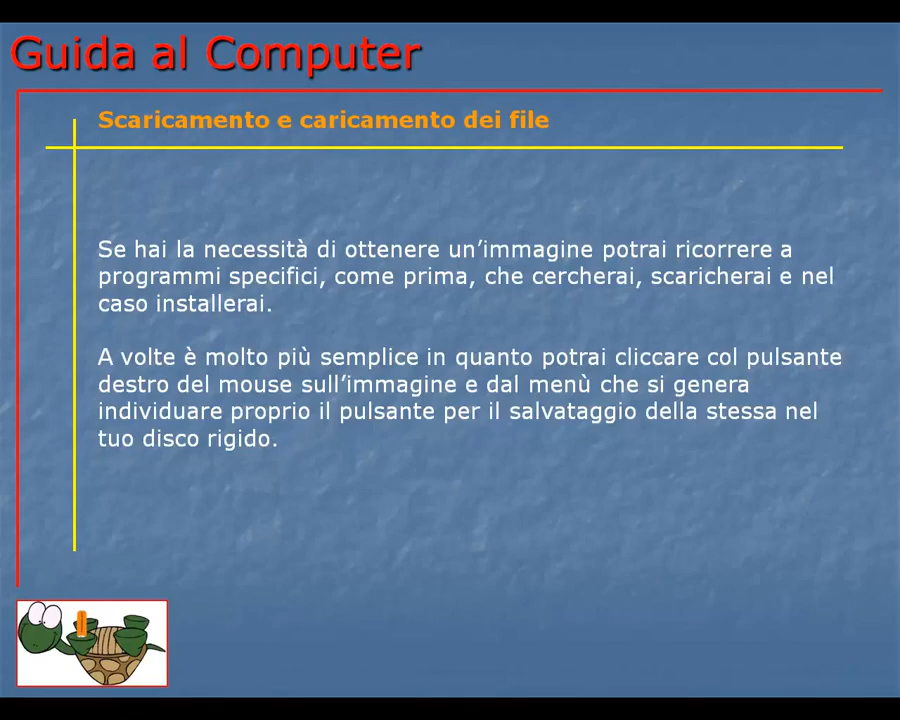 Guida al Computer
Scaricamento e caricamento dei file
Se hai la necessità di ottenere un’immagine potrai ricorrere a
programmi specifici, come prima, che cercherai, scaricherai e nel
caso installerai.
A volte è molto più semplice in quanto potrai cliccare col pulsante
destro del mouse sull’immagine e dal menù che si genera
individuare proprio il pulsante per il salvataggio della stessa nel
tuo disco rigido.